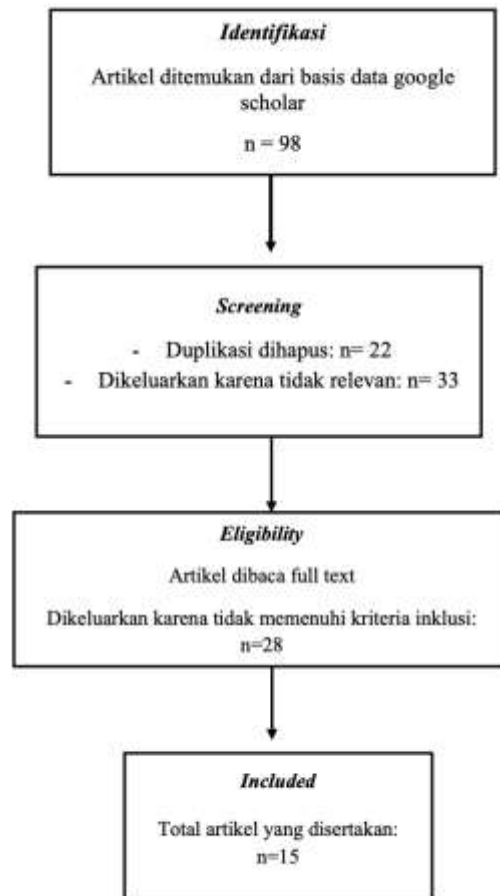 Identifikasi
Artikel ditemukan dari basis data google
scholar
n = 98
Screening
- Duplikasi dihapus: n= 22
- Dikeluarkan karena tidak relevan: n= 33
Eligibility
Artikel dibaca full text
Dikeluarkan karena tidak memenuhi kriteria inklusi:
n=28
Included
Total artikel yang disertakan:
n=15